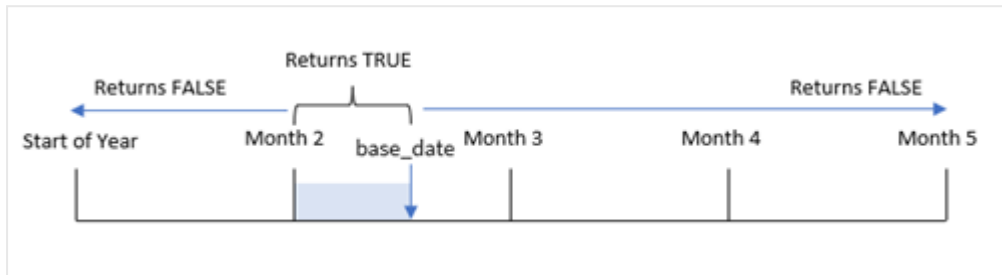 Returns TRUE
Returns FALSE
Returns FALSE
Start of Year
Month 2
base_date
Month 3
Month 4
Month 5